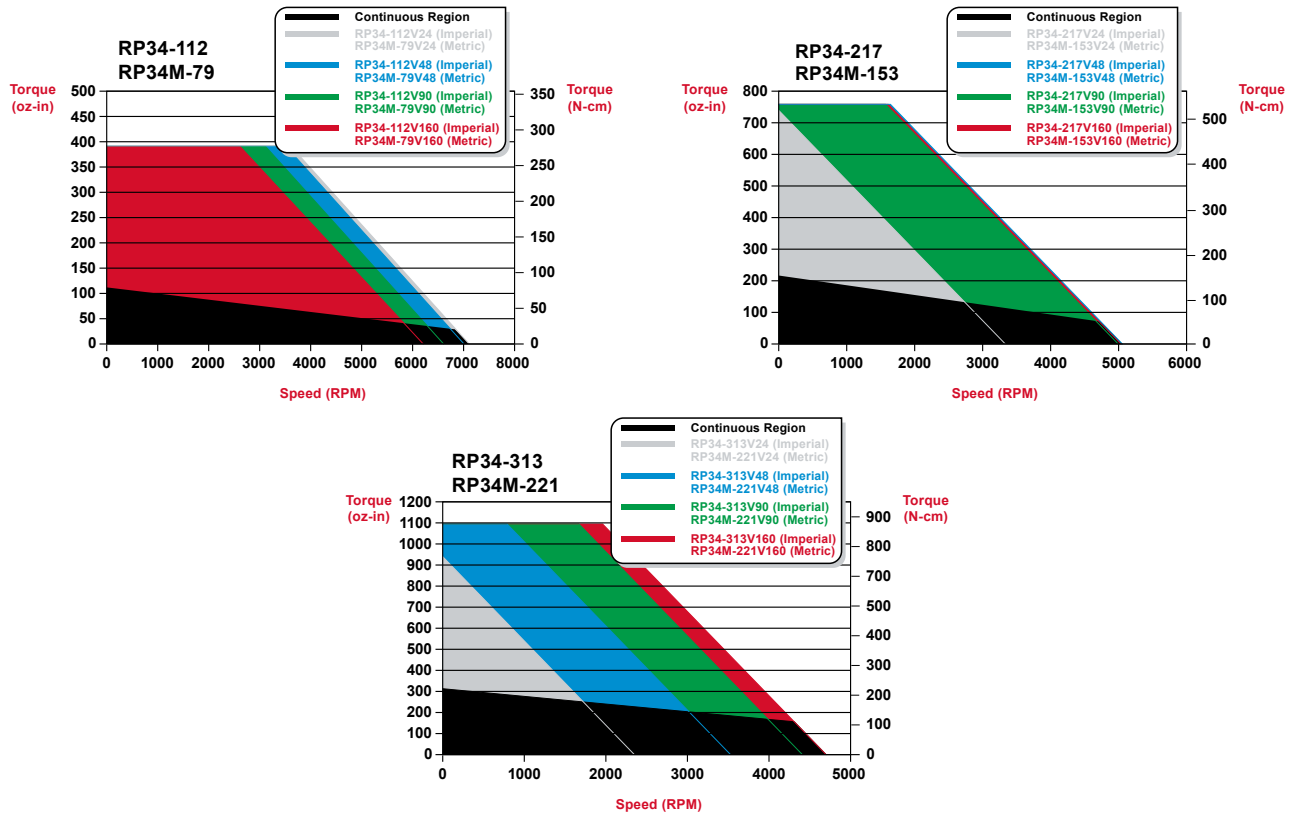 RP34-112
RP34M-79
Continuous Region
RP34-112V24 (Imperial)
RP34M-79V24 (Metric)
RP34-112V48 (Imperial)
RP34M-79V48 (Metric)
RP34-112V90 (Imperial)
RP34M-79V90 (Metric)
RP34-112V160 (Imperial)
RP34M-79V160 (Metric)
Torque
(oz-in)
500
450
400
350
300
250
200
150
100
50
0
Torque
(N-cm)
350
300
250
200
150
100
50
0
0 1000 2000 3000 4000 5000 6000 7000 8000
Speed (RPM)
RP34-217
RP34M-153
Continuous Region
RP34-217V24 (Imperial)
RP34M-153V24 (Metric)
RP34-217V48 (Imperial)
RP34M-153V48 (Metric)
RP34-217V90 (Imperial)
RP34M-153V90 (Metric)
RP34-217V160 (Imperial)
RP34M-153V160 (Metric)
Torque
(oz-in)
800
700
600
500
400
300
200
100
0
Torque
(N-cm)
500
400
300
200
100
0
0 1000 2000 3000 4000 5000 6000
Speed (RPM)
RP34-313
RP34M-221
Continuous Region
RP34-313V24 (Imperial)
RP34M-221V24 (Metric)
RP34-313V48 (Imperial)
RP34M-221V48 (Metric)
RP34-313V90 (Imperial)
RP34M-221V90 (Metric)
RP34-313V160 (Imperial)
RP34M-221V160 (Metric)
Torque
(oz-in)
1200
1100
1000
900
800
700
600
500
400
300
200
100
0
Torque
(N-cm)
900
800
700
600
500
400
300
200
100
0
0 1000 2000 3000 4000 5000
Speed (RPM)